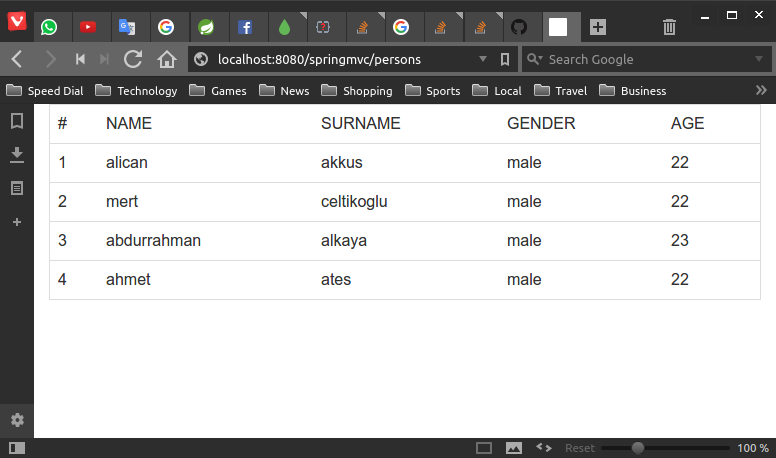 localhost:8080/springmvc/persons Search Google
Speed Dial Technology Games News Shopping Sports Local Travel Business
# NAME SURNAME GENDER AGE
1 alican akkus male 22
2 mert celtikoglu male 22
3 abdurrahman alkaya male 23
4 ahmet ates male 22
Reset 100 %